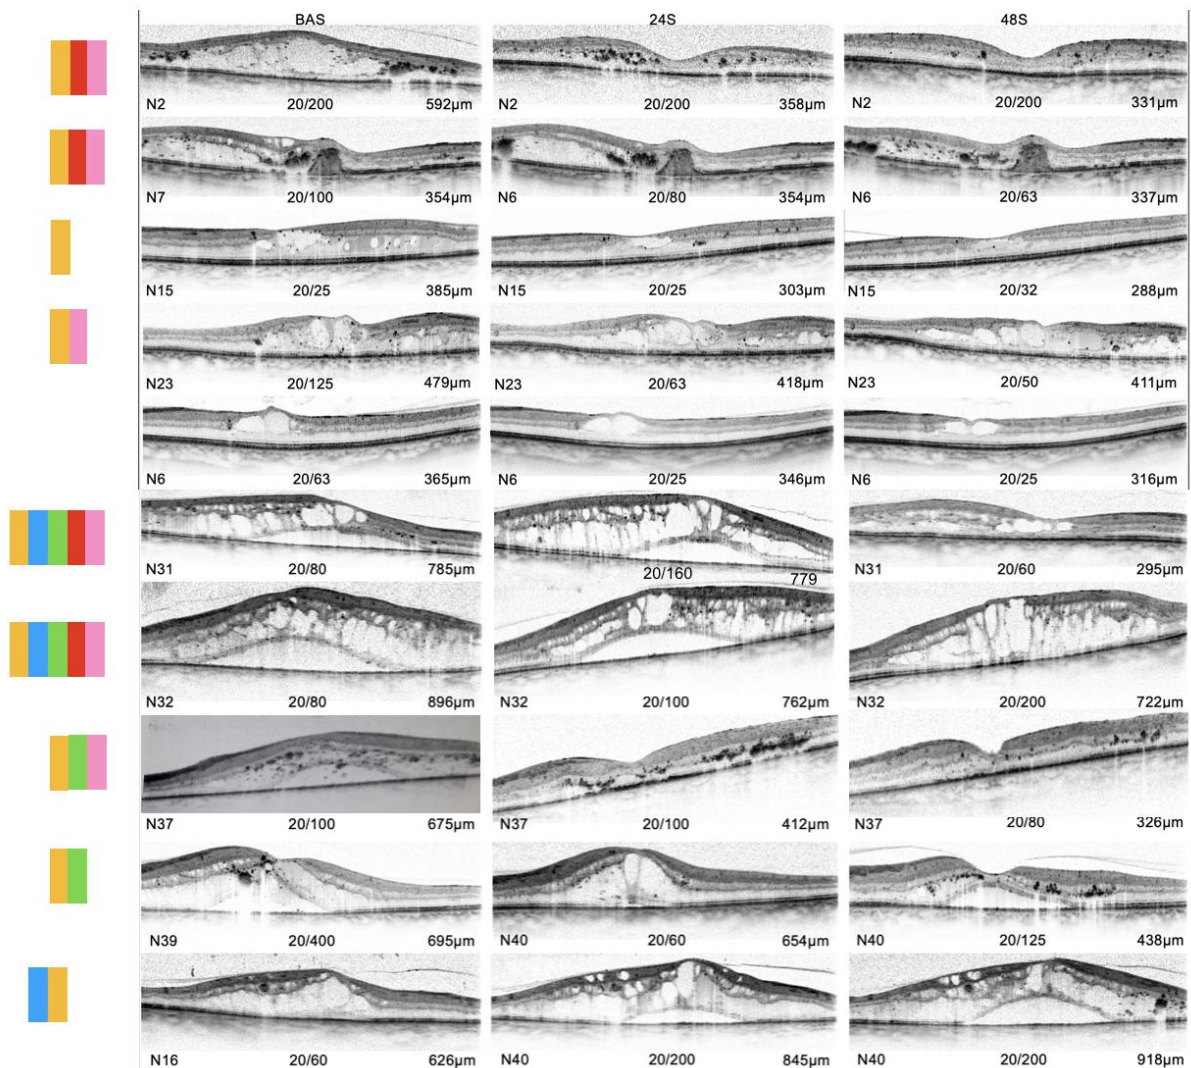 BAS 24S 48S
N2 20/200 592µm N2 20/200 358µm N2 20/200 331µm
N7 20/100 354µm N6 20/80 354µm N6 20/63 337µm
N15 20/25 385µm N15 20/25 303µm N15 20/32 288µm
N23 20/125 479µm N23 20/63 418µm N23 20/50 411µm
N6 20/63 365µm N6 20/25 346µm N6 20/25 316µm
N31 20/80 785µm 20/160 779 N31 20/60 295µm
N32 20/80 896µm N32 20/100 762µm N32 20/200 722µm
N37 20/100 675µm N37 20/100 412µm N37 20/80 326µm
N39 20/400 695µm N40 20/60 654µm N40 20/125 438µm
N16 20/60 626µm N40 20/200 845µm N40 20/200 918µm